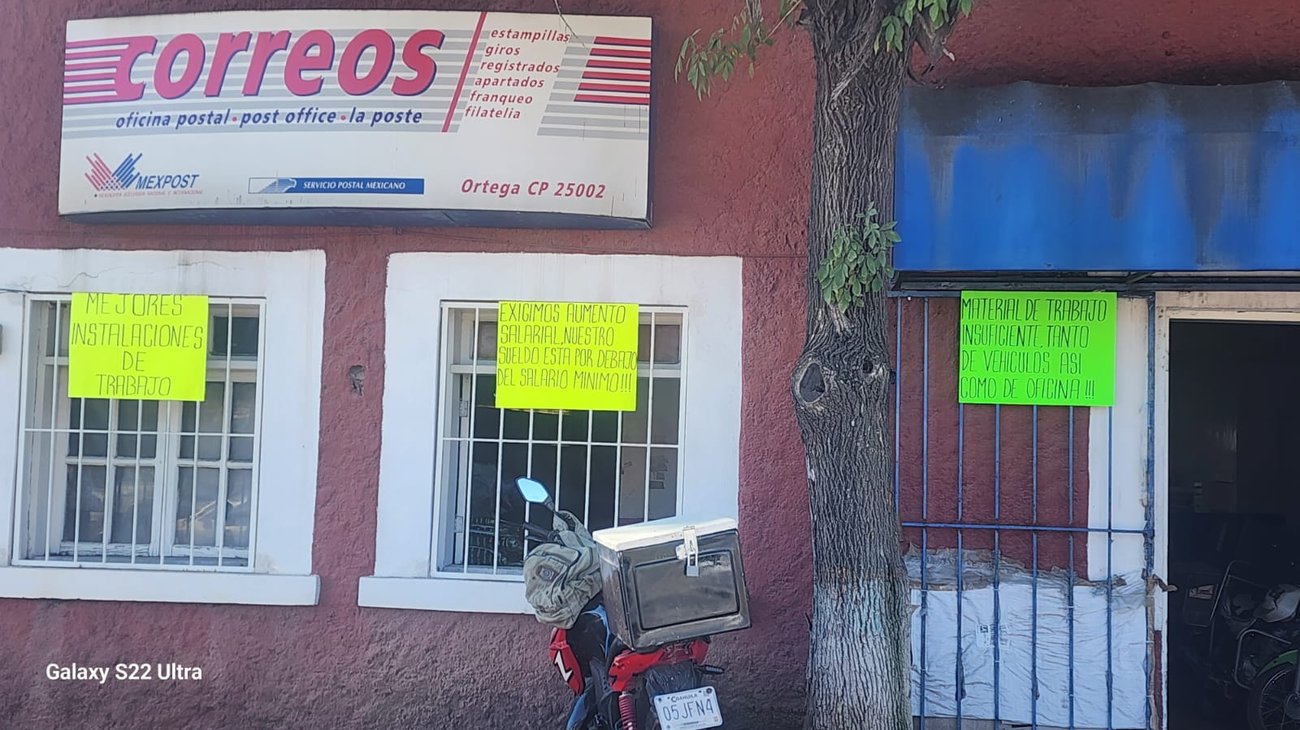 correos
oficina postal · post office · la poste
estampillas
giros
registrados
apartados
franqueo
filatelia
MEXPOST
SERVICIO POSTAL MEXICANO
Ortega CP 25002
MEJORES
INSTALACIONES
DE
TRABAJO
EXIGIMOS AUMENTO
SALARIAL, NUESTRO
SUELDO ESTA POR DEBAJO
DEL SALARIO MINIMO!!!
MATERIAL DE TRABAJO
INSUFICIENTE, TANTO
DE VEHICULOS ASI
COMO DE OFICINA!!!
COAHUILA
05JFN4
Galaxy S22 Ultra